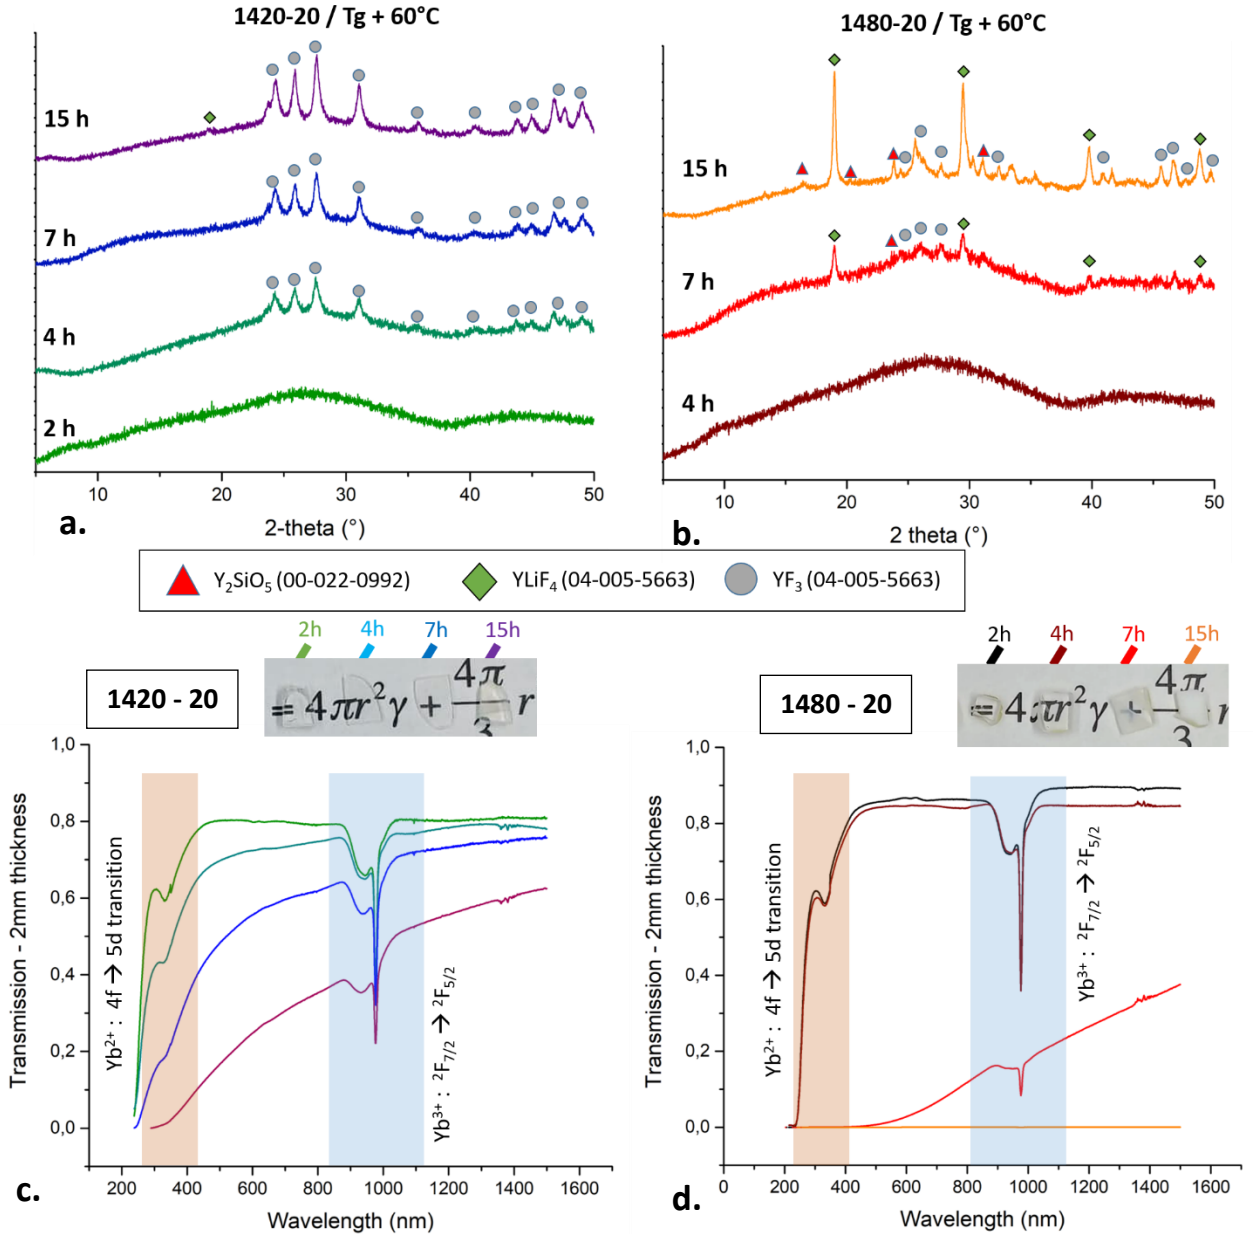 1420-20 / Tg + 60°C
1480-20 / Tg + 60°C
15 h
7 h
4 h
2 h
10 20 30 40 50
2-theta (°)
a.
15 h
7 h
4 h
10 20 30 40 50
2 theta (°)
b.
Y2SiO5 (00-022-0992) YLiF4 (04-005-5663) YF3 (04-005-5663)
2h 4h 7h 15h
1420 - 20
= 4πr²γ + 4π/3 r
2h 4h 7h 15h
1480 - 20
= 4πr²γ + 4π/3 r
1,0
0,8
0,6
0,4
0,2
0,0
200 400 600 800 1000 1200 1400 1600
Transmission - 2mm thickness
Wavelength (nm)
Yb2+ : 4f → 5d transition
Yb3+ : 2F7/2 → 2F5/2
c.
1,0
0,8
0,6
0,4
0,2
0,0
0 200 400 600 800 1000 1200 1400 1600
Transmission - 2mm thickness
Wavelength (nm)
Yb2+ : 4f → 5d transition
Yb3+ : 2F7/2 → 2F5/2
d.